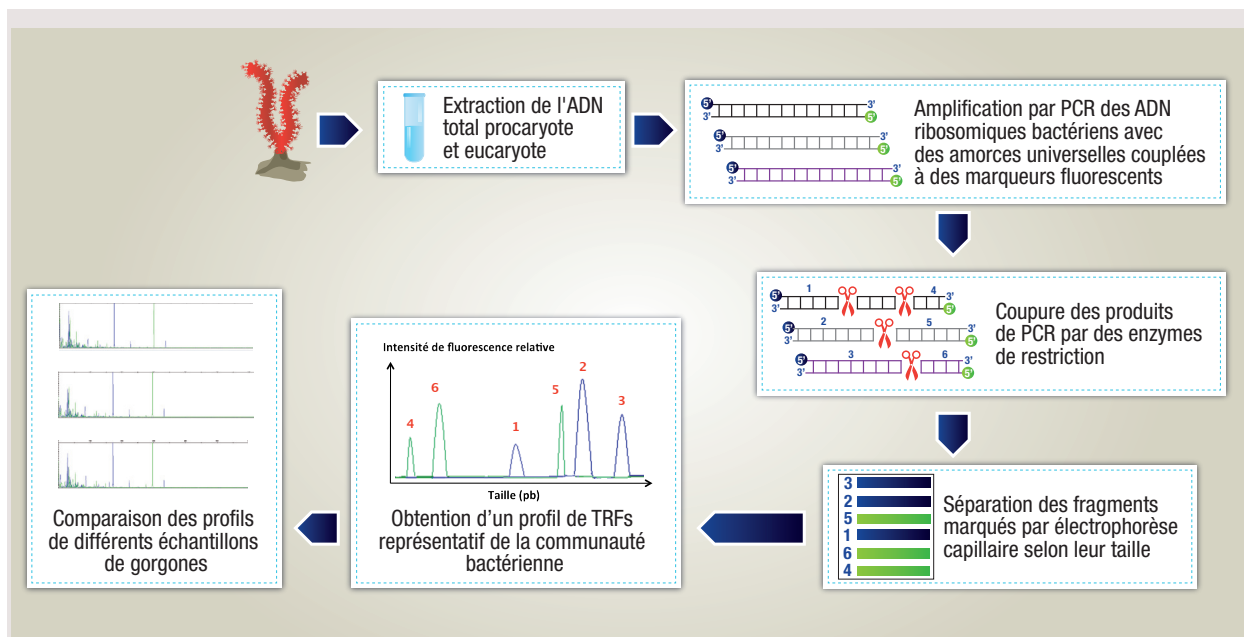 Extraction de l'ADN
total procaryote
et eucaryote
5' 3'
3' 5'
5' 3'
3' 5'
5' 3'
3' 5'
Amplification par PCR des ADN
ribosomiques bactériens avec
des amorces universelles couplées
à des marqueurs fluorescents
1 4
5' 3'
3' 5'
2 5
5' 3'
3' 5'
3 6
5' 3'
3' 5'
Coupure des produits
de PCR par des enzymes
de restriction
3
2
5
1
6
4
Séparation des fragments
marqués par électrophorèse
capillaire selon leur taille
Intensité de fluorescence relative
4
6
1
5
2
3
Taille (pb)
Obtention d'un profil de TRFs
représentatif de la communauté
bactérienne
Comparaison des profils
de différents échantillons
de gorgones